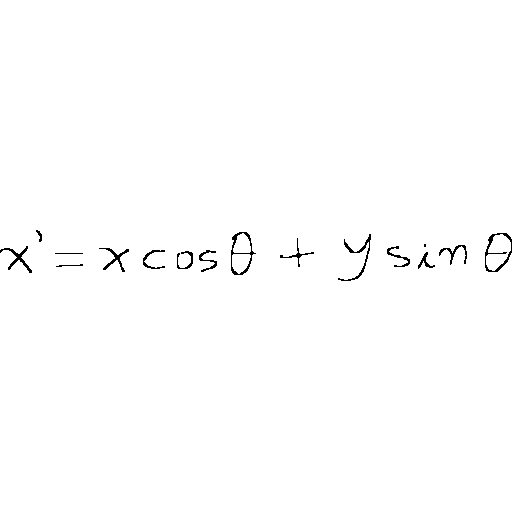 x' = x cos θ + y sin θ